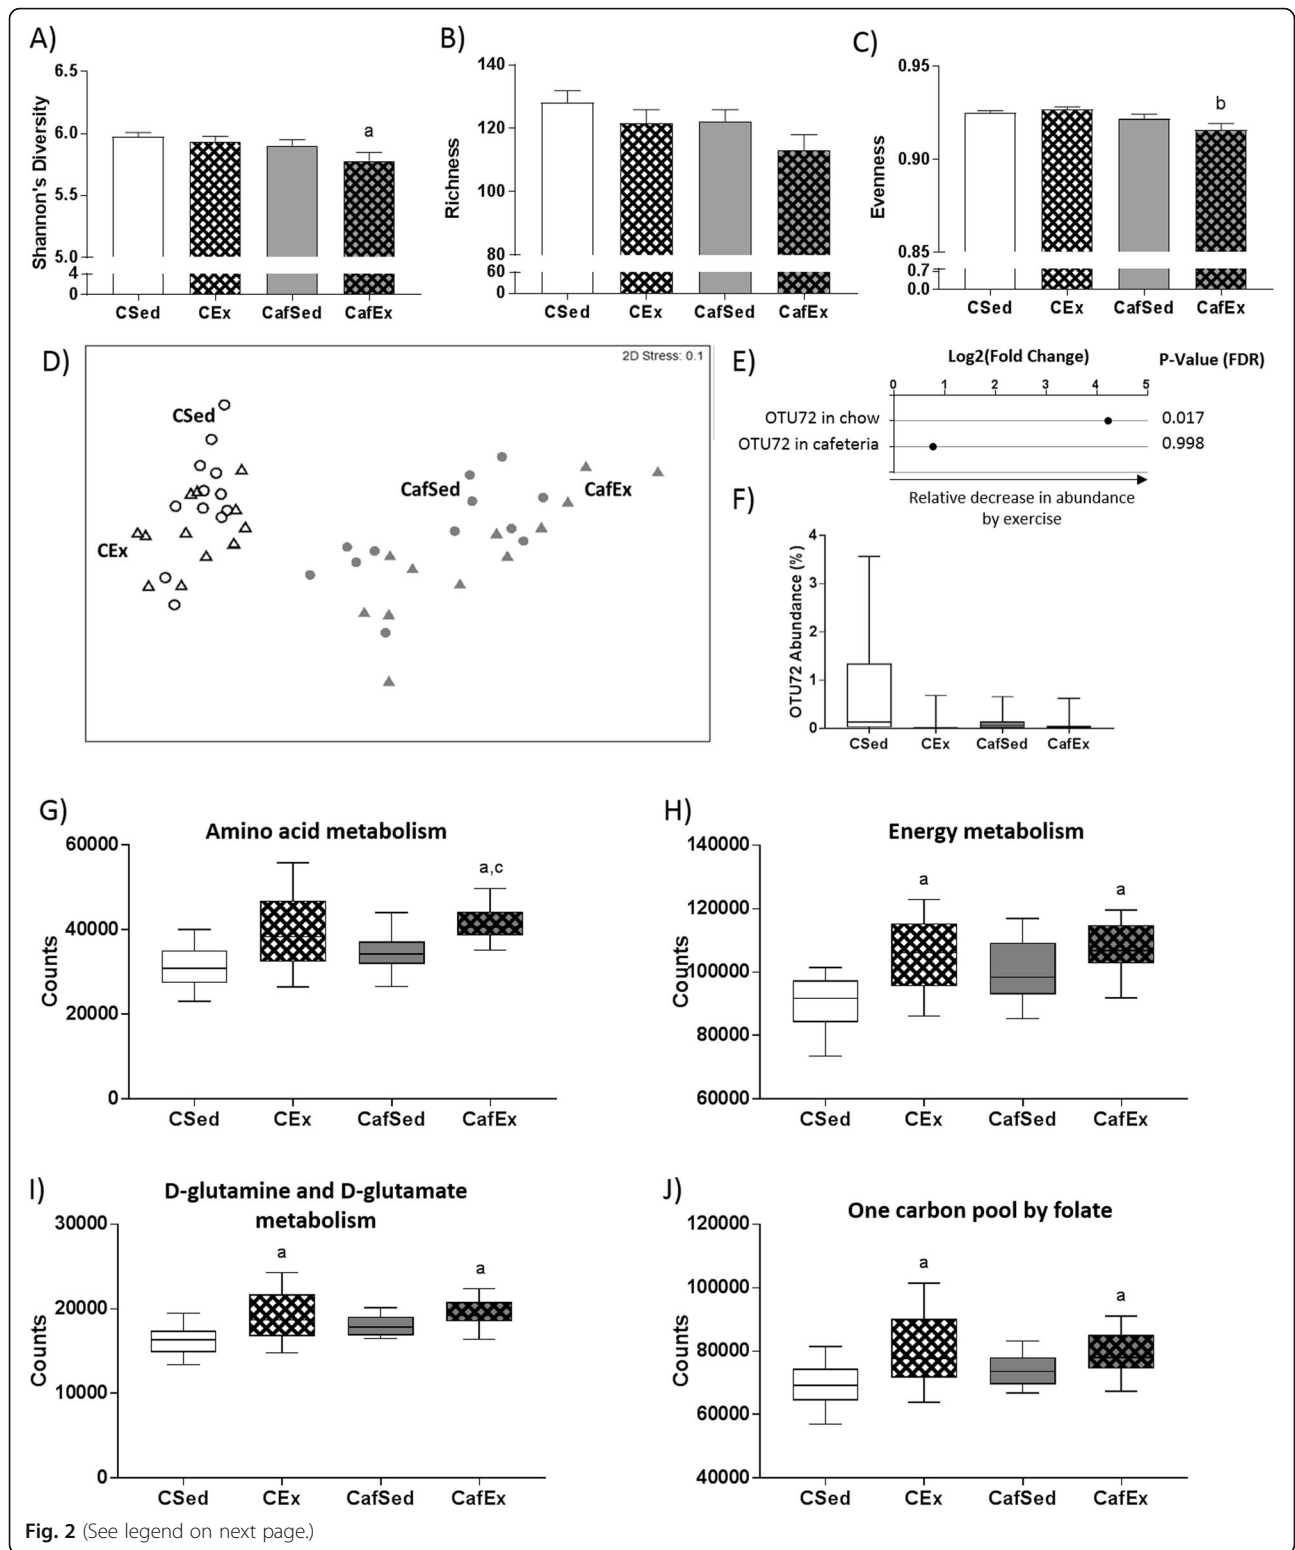 A)
Shannon's Diversity
6.5
6.0
5.5
5.0
4
0
a
CSed CEx CafSed CafEx
B)
Richness
140
120
100
80
60
0
CSed CEx CafSed CafEx
C)
Evenness
0.95
0.90
0.85
0.7
0.0
b
CSed CEx CafSed CafEx
D)
2D Stress: 0.1
CSed
CEx
CafSed
CafEx
E)
Log2(Fold Change) P-Value (FDR)
0 1 2 3 4 5
OTU72 in chow 0.017
OTU72 in cafeteria 0.998
Relative decrease in abundance
by exercise
F)
OTU72 Abundance (%)
4
3
2
1
0
CSed CEx CafSed CafEx
G)
Amino acid metabolism
Counts
60000
40000
20000
0
a,c
CSed CEx CafSed CafEx
H)
Energy metabolism
Counts
140000
120000
100000
80000
60000
a a
CSed CEx CafSed CafEx
I)
D-glutamine and D-glutamate
metabolism
Counts
30000
20000
10000
0
a a
CSed CEx CafSed CafEx
J)
One carbon pool by folate
Counts
120000
100000
80000
60000
40000
a a
CSed CEx CafSed CafEx
Fig. 2 (See legend on next page.)